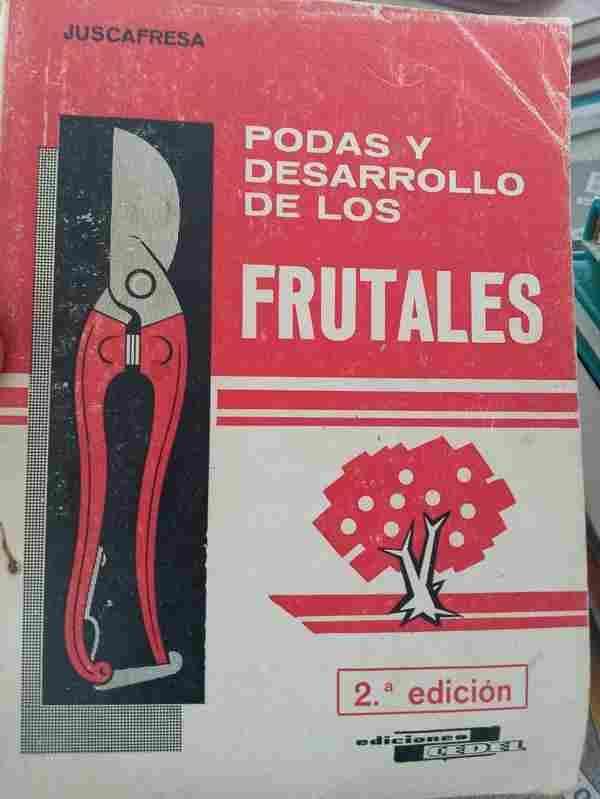 JUSCAFRESA
PODAS Y
DESARROLLO
DE LOS
FRUTALES
2.ª edición
ediciones
CEDEL